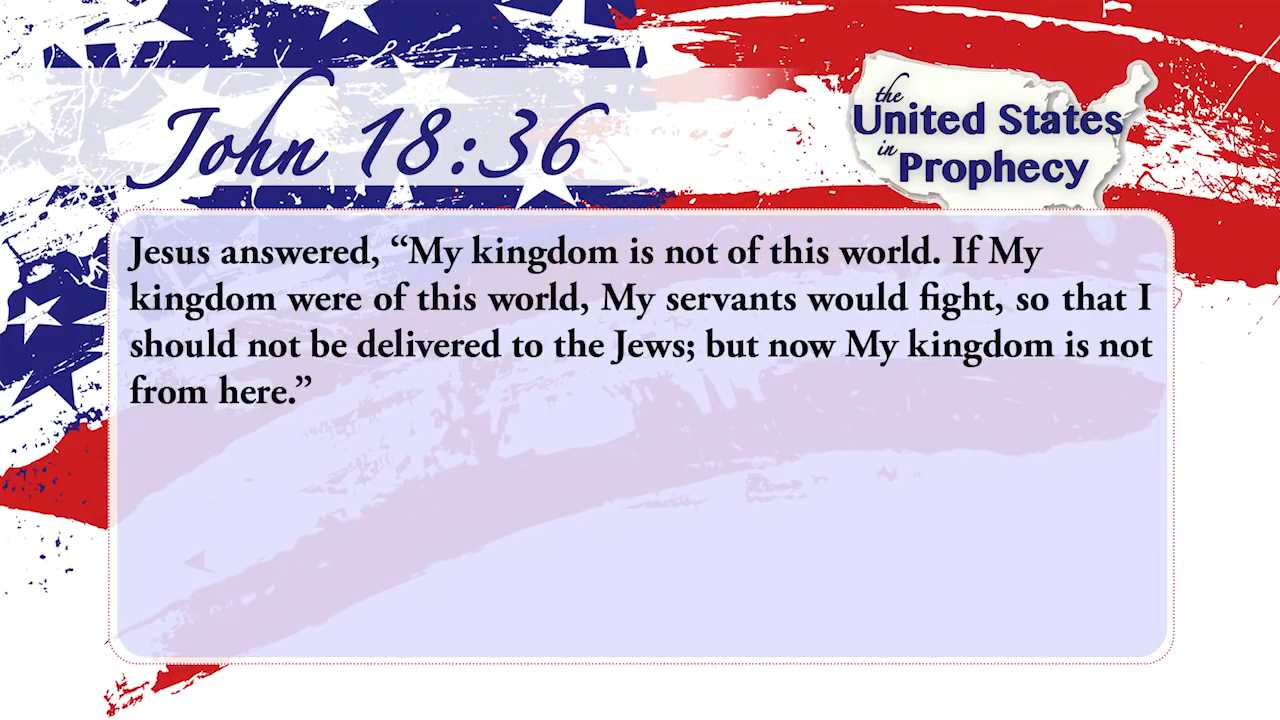 John 18:36
the
United States
in
Prophecy
Jesus answered, “My kingdom is not of this world. If My
kingdom were of this world, My servants would fight, so that I
should not be delivered to the Jews; but now My kingdom is not
from here.”